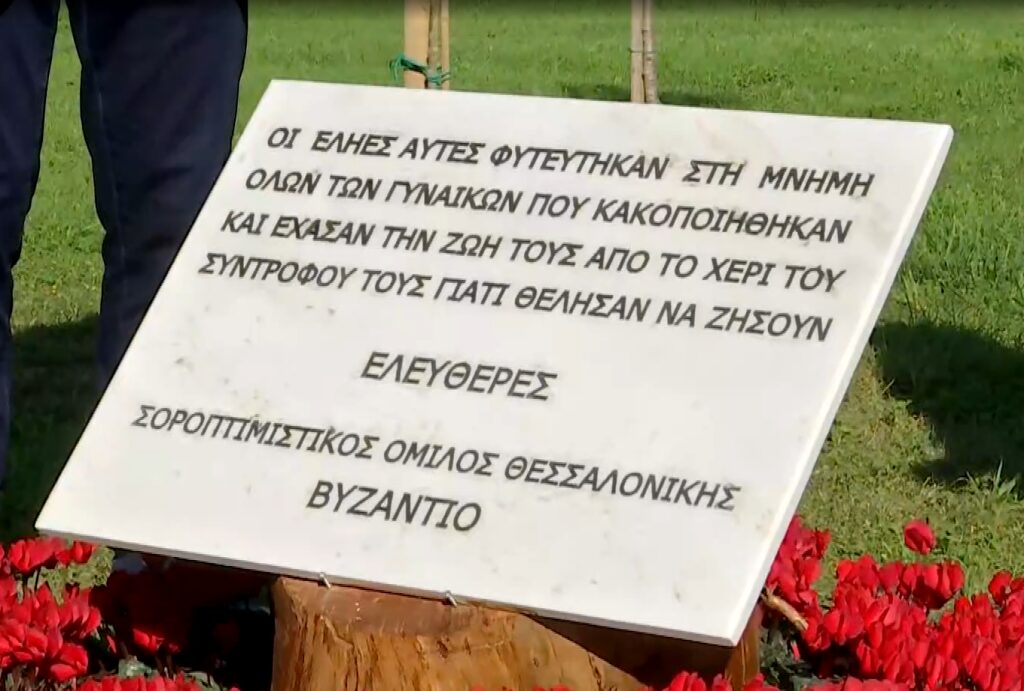 ΟΙ ΕΛΗΕΣ ΑΥΤΕΣ ΦΥΤΕΥΤΗΚΑΝ ΣΤΗ ΜΝΗΜΗ
ΟΛΩΝ ΤΩΝ ΓΥΝΑΙΚΩΝ ΠΟΥ ΚΑΚΟΠΟΙΗΘΗΚΑΝ
ΚΑΙ ΕΧΑΣΑΝ ΤΗΝ ΖΩΗ ΤΟΥΣ ΑΠΟ ΤΟ ΧΕΡΙ ΤΟΥ
ΣΥΝΤΡΟΦΟΥ ΤΟΥΣ ΓΙΑΤΙ ΘΕΛΗΣΑΝ ΝΑ ΖΗΣΟΥΝ
ΕΛΕΥΘΕΡΕΣ
ΣΟΡΟΠΤΙΜΙΣΤΙΚΟΣ ΟΜΙΛΟΣ ΘΕΣΣΑΛΟΝΙΚΗΣ
ΒΥΖΑΝΤΙΟ